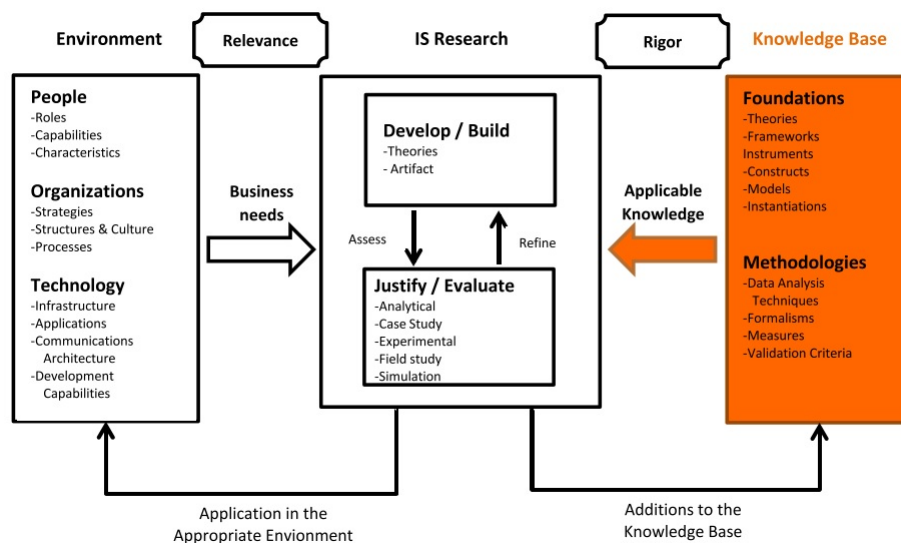 Environment
Relevance
IS Research
Rigor
Knowledge Base
People
-Roles
-Capabilities
-Characteristics
Organizations
-Strategies
-Structures & Culture
-Processes
Technology
-Infrastructure
-Applications
-Communications
Architecture
-Development
Capabilities
Business
needs
Develop / Build
-Theories
- Artifact
Assess
Refine
Justify / Evaluate
-Analytical
-Case Study
-Experimental
-Field study
-Simulation
Applicable
Knowledge
Foundations
-Theories
-Frameworks
Instruments
-Constructs
-Models
-Instantiations
Methodologies
-Data Analysis
Techniques
-Formalisms
-Measures
-Validation Criteria
Application in the
Appropriate Envionment
Additions to the
Knowledge Base